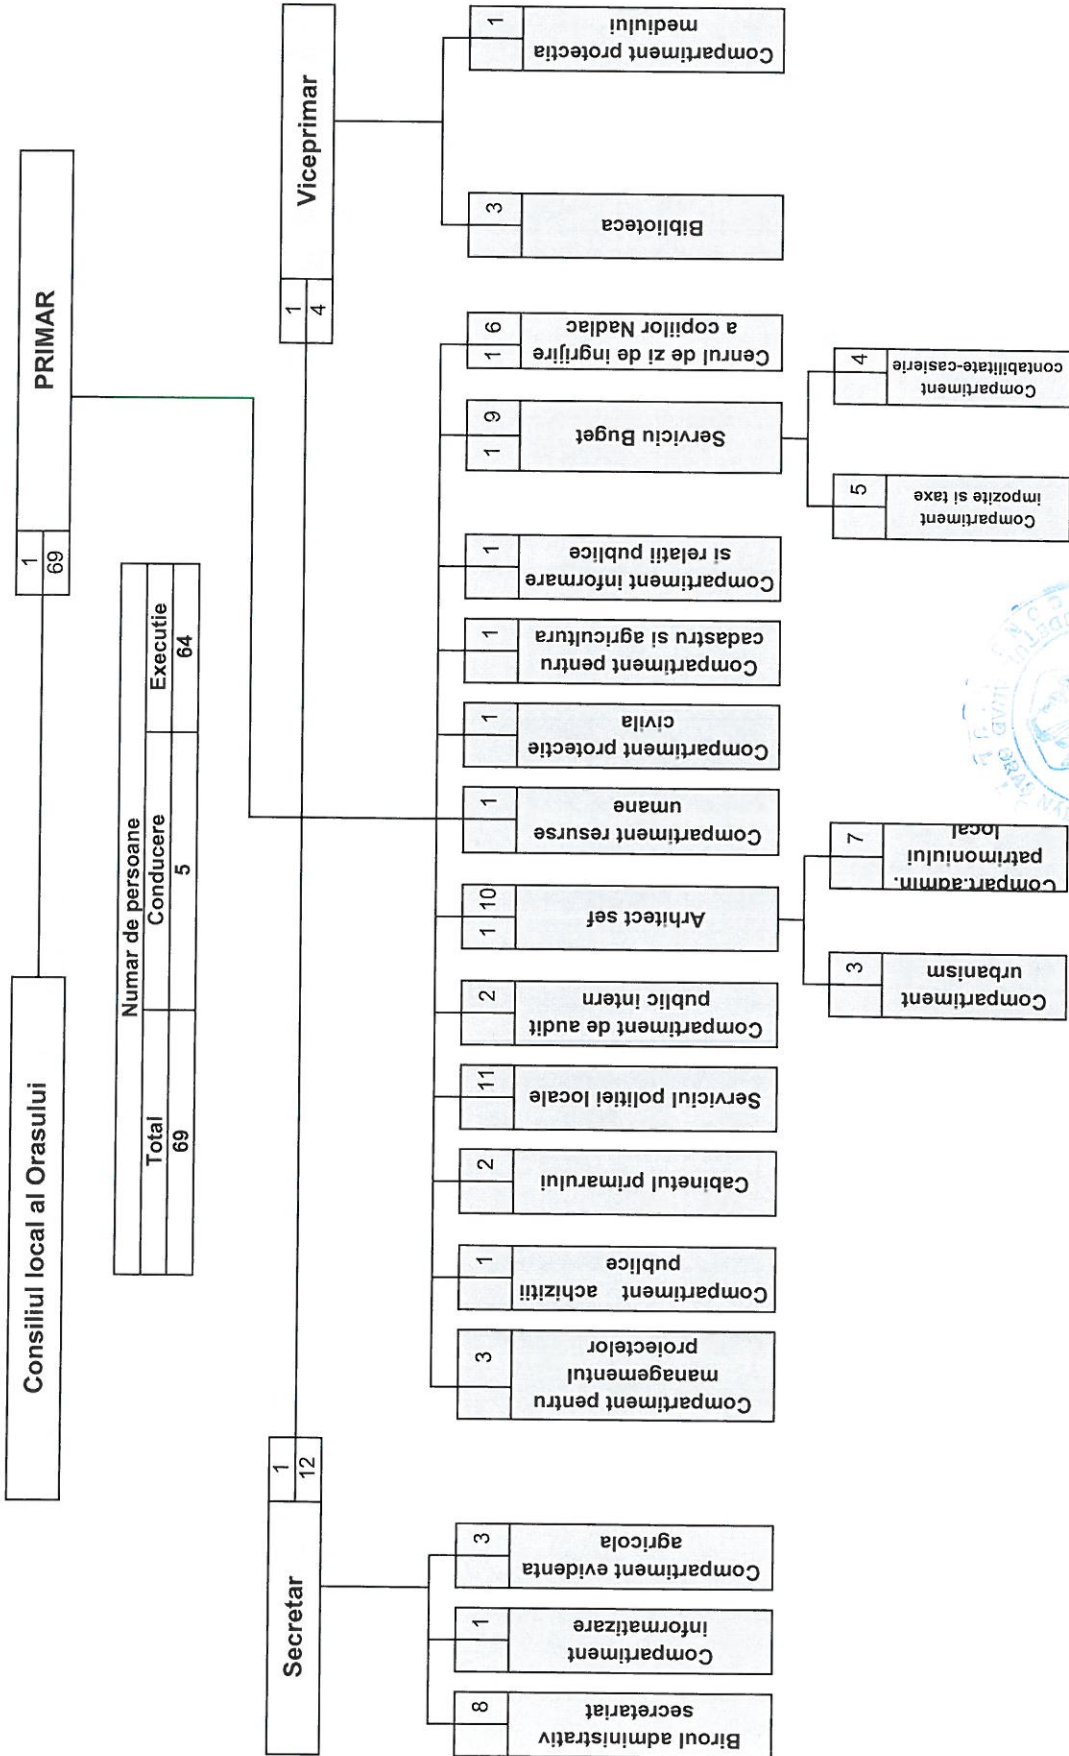 Consiliul local al Orasului
PRIMAR
1
69
Numar de persoane
Total
Conducere
Executie
69
5
64
Secretar
1
12
Viceprimar
1
4
8
Biroul administrativ
secretariat
1
Compartiment
informatizare
3
Compartiment evidenta
agricola
3
Compartiment pentru
managementul
proiectelor
1
Compartiment achizitii
publice
2
Cabinetul primarului
11
Serviciul politiei locale
2
Compartiment de audit
public intern
1
10
Arhitect sef
3
Compartiment
urbanism
7
Compart.admin.
patrimoniului
local
1
Compartiment resurse
umane
1
Compartiment protectie
civila
1
Compartiment pentru
cadastru si agricultura
1
Compartiment informare
si relatii publice
1
9
Serviciu Buget
5
Compartiment
impozite si taxe
4
Compartiment
contabilitate-casierie
1
6
Cenrul de zi de ingrijire
a copiilor Nadlac
3
Biblioteca
1
Compartiment protectia
mediului